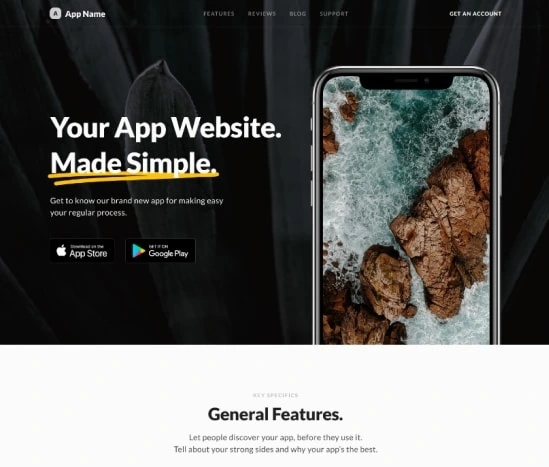 A App Name
FEATURES REVIEWS BLOG SUPPORT
GET AN ACCOUNT
Your App Website.
Made Simple.
Get to know our brand new app for making easy
your regular process.
Download on the
App Store
GET IT ON
Google Play
KEY SPECIFICS
General Features.
Let people discover your app, before they use it.
Tell about your strong sides and why your app's the best.